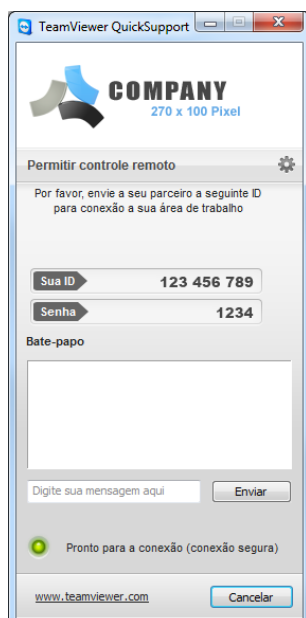 TeamViewer QuickSupport
COMPANY
270 x 100 Pixel
Permitir controle remoto
Por favor, envie a seu parceiro a seguinte ID
para conexão a sua área de trabalho
Sua ID 123 456 789
Senha 1234
Bate-papo
Digite sua mensagem aqui Enviar
Pronto para a conexão (conexão segura)
www.teamviewer.com Cancelar